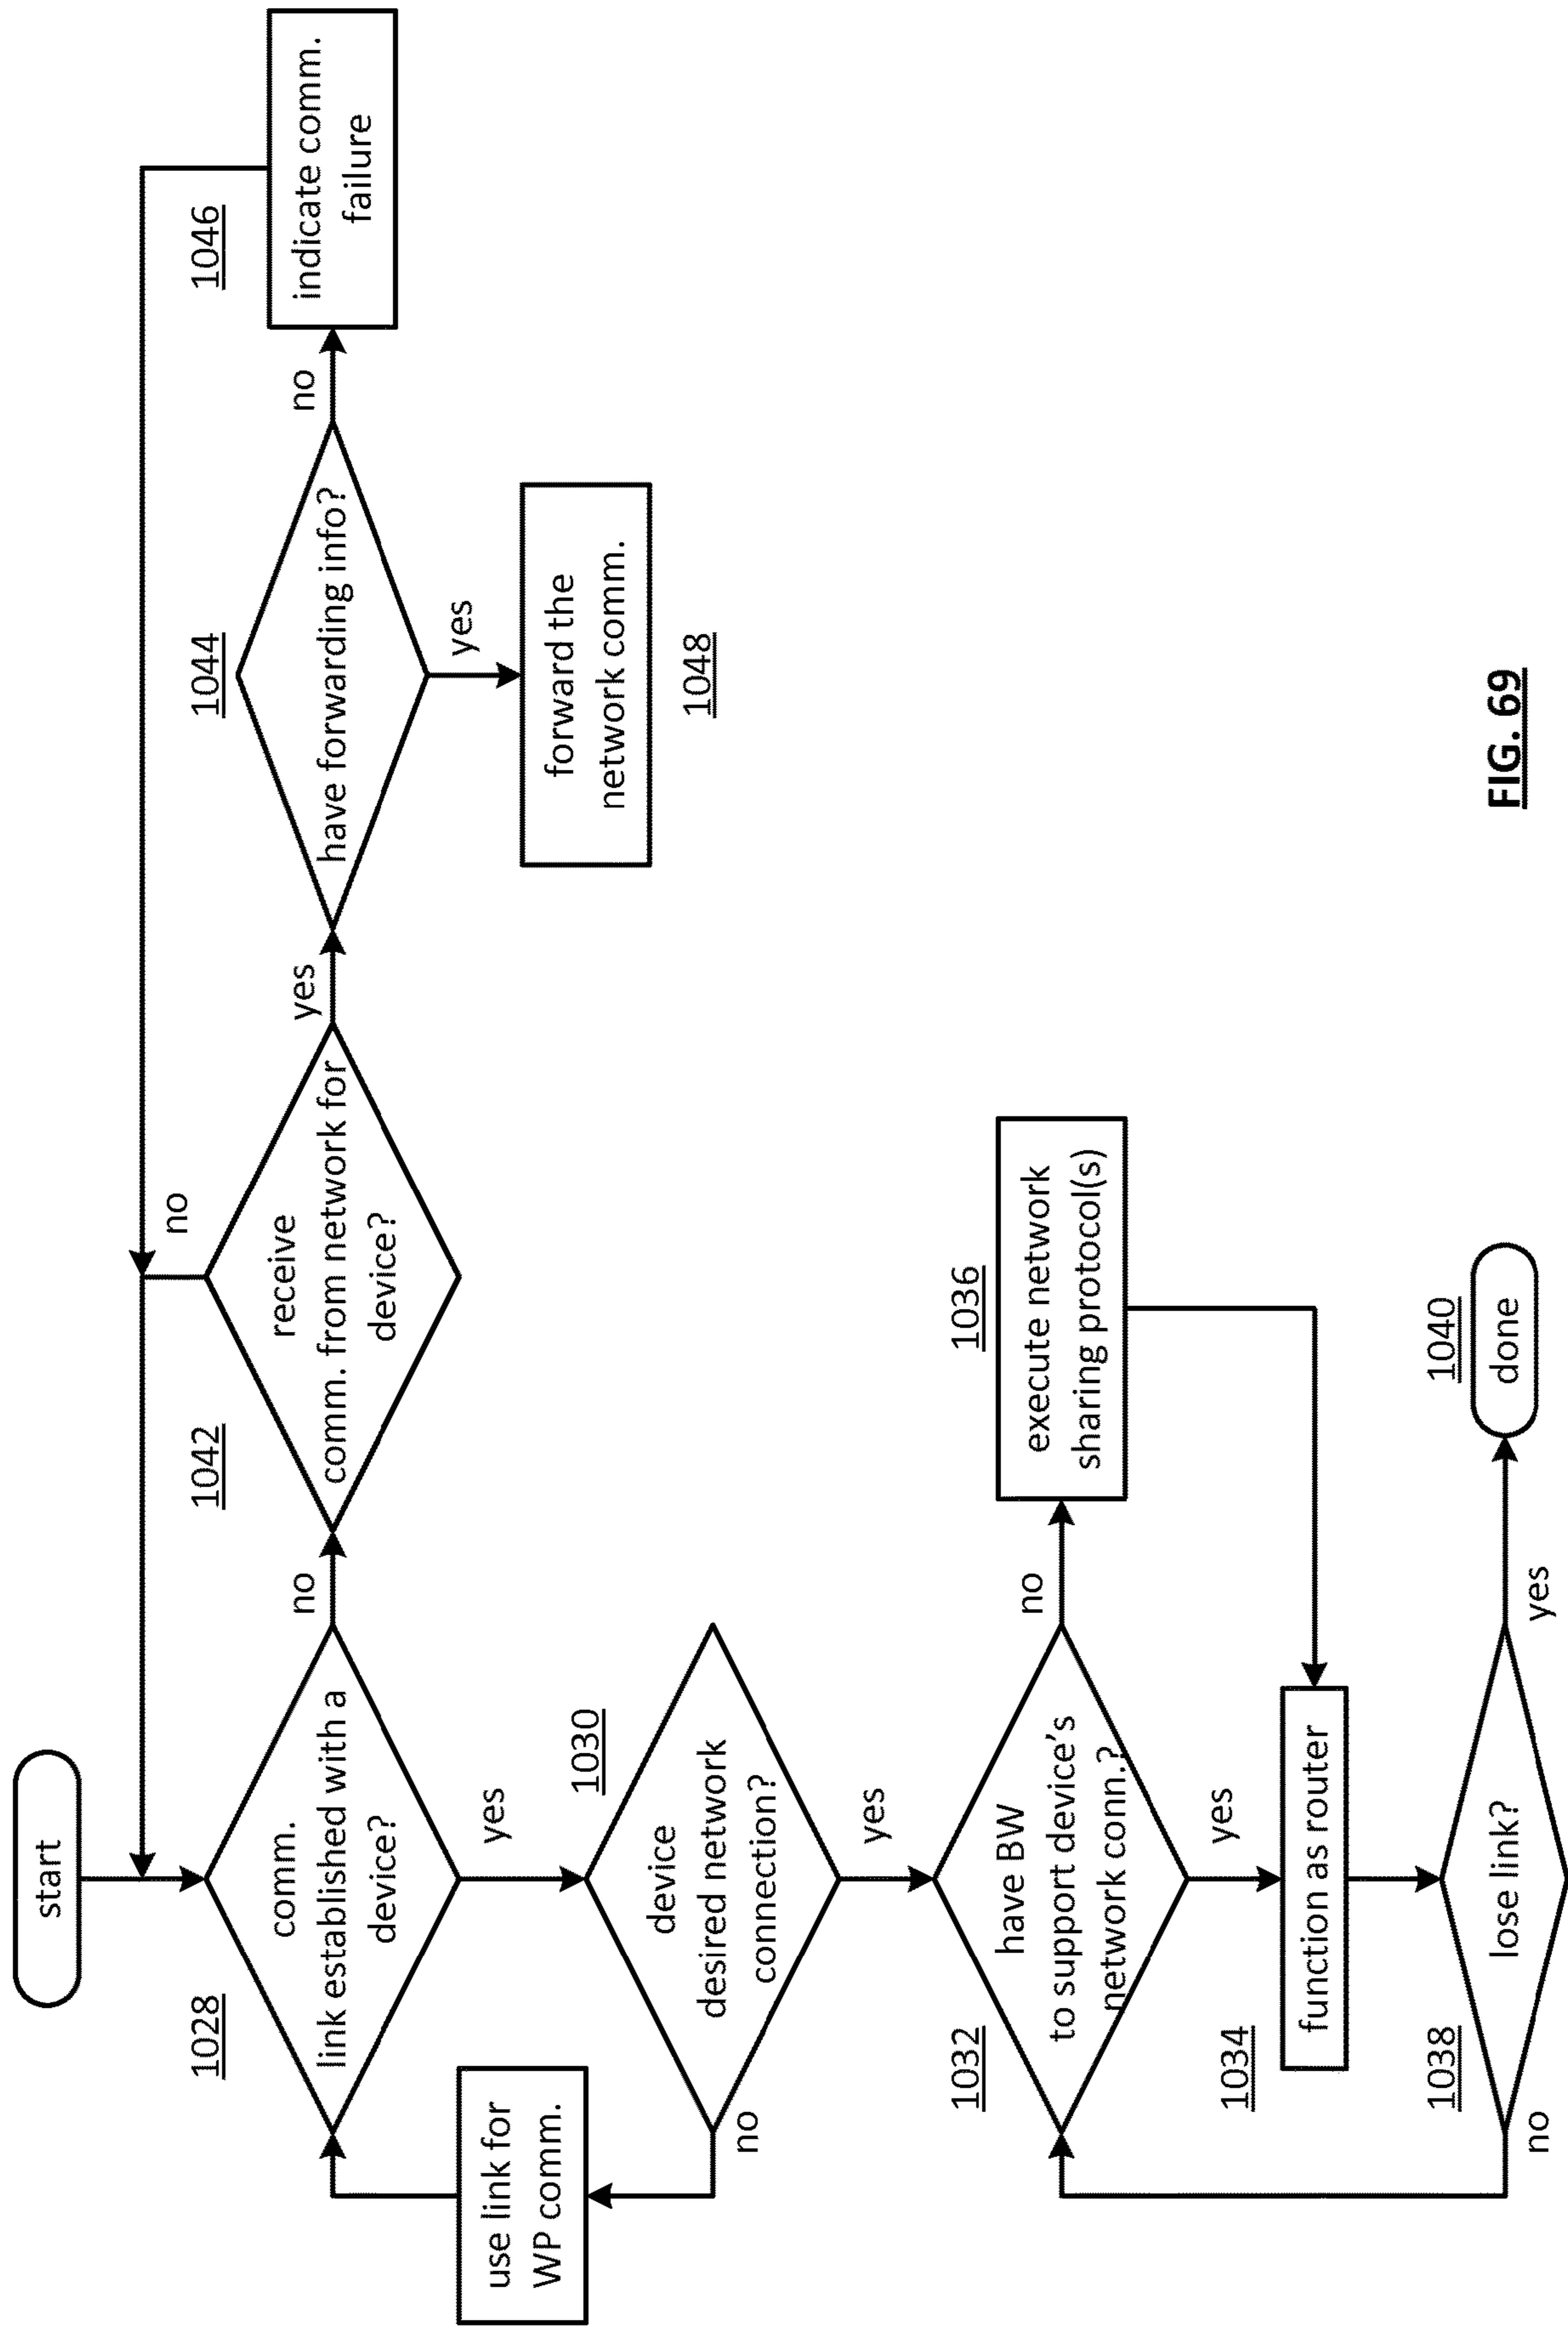 start
1028
comm.
link established with a
device?
no
yes
1042
receive
comm. from network for
device?
no
yes
1044
have forwarding info?
no
yes
1046
indicate comm.
failure
forward the
network comm.
1048
use link for
WP comm.
1030
device
desired network
connection?
no
yes
1032
have BW
to support device's
network conn.?
no
yes
1036
execute network
sharing protocol(s)
1034
function as router
1038
lose link?
no
yes
1040
done
FIG. 69